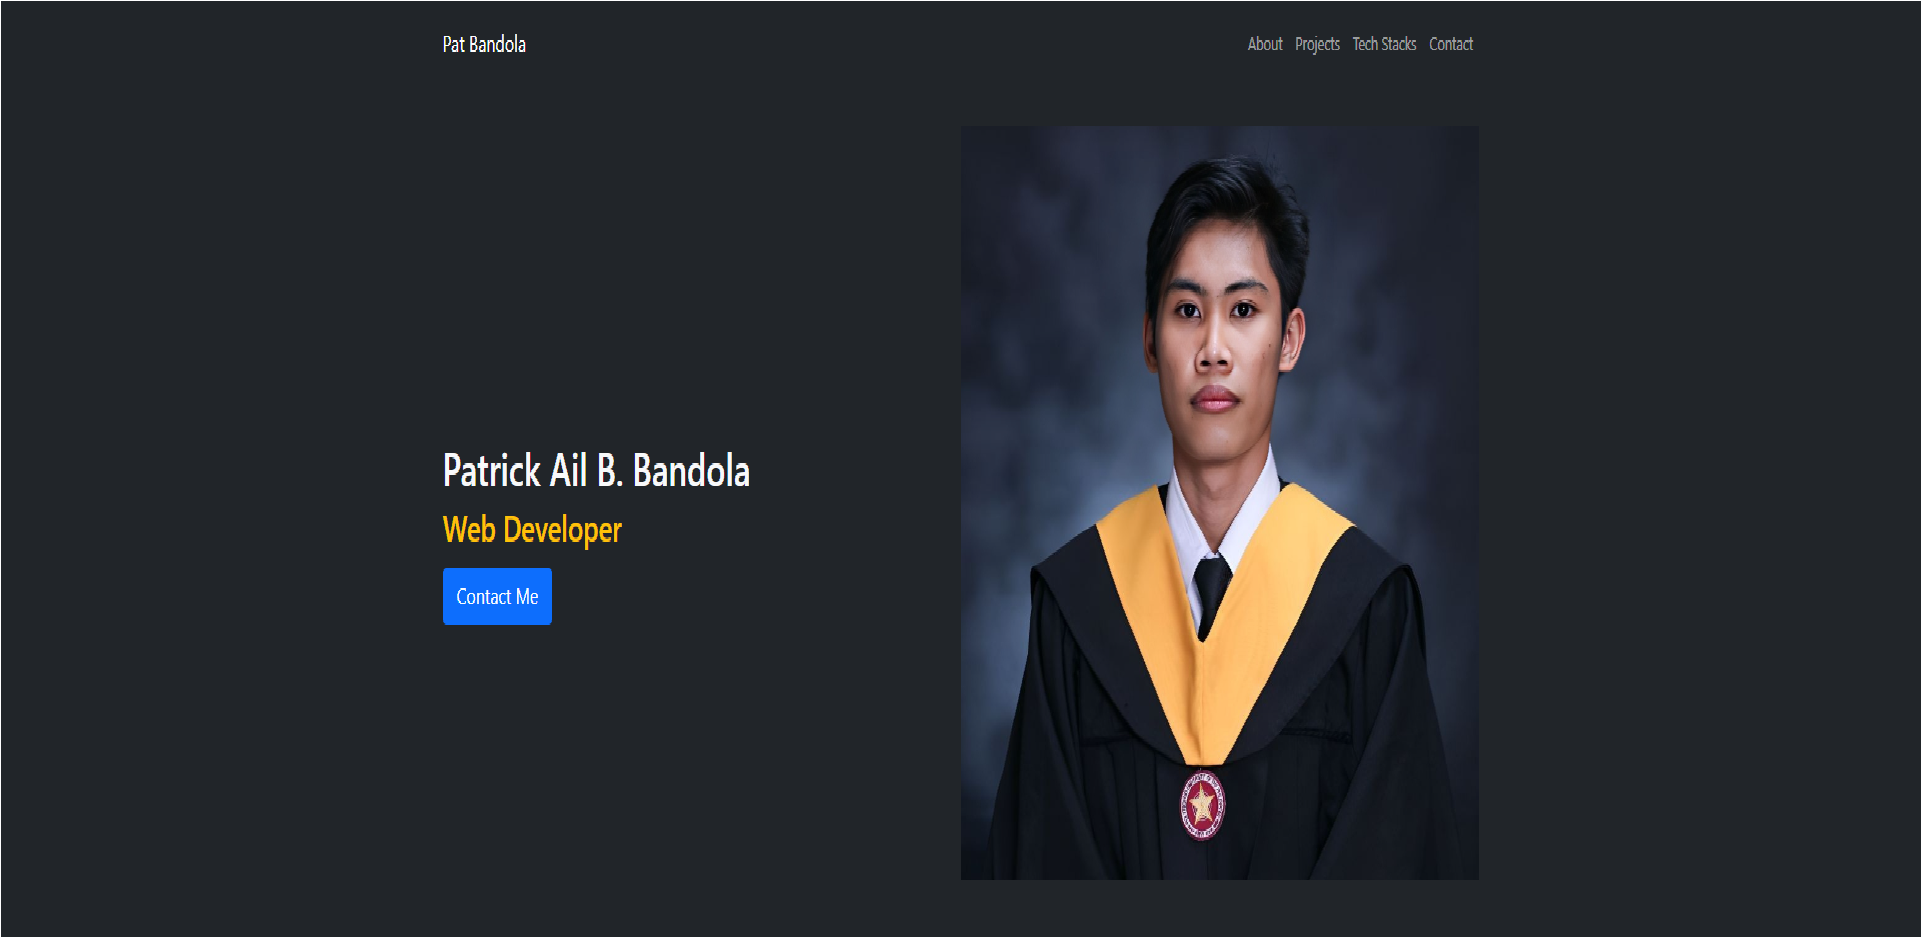 Pat Bandola
About Projects Tech Stacks Contact
Patrick Ail B. Bandola
Web Developer
Contact Me